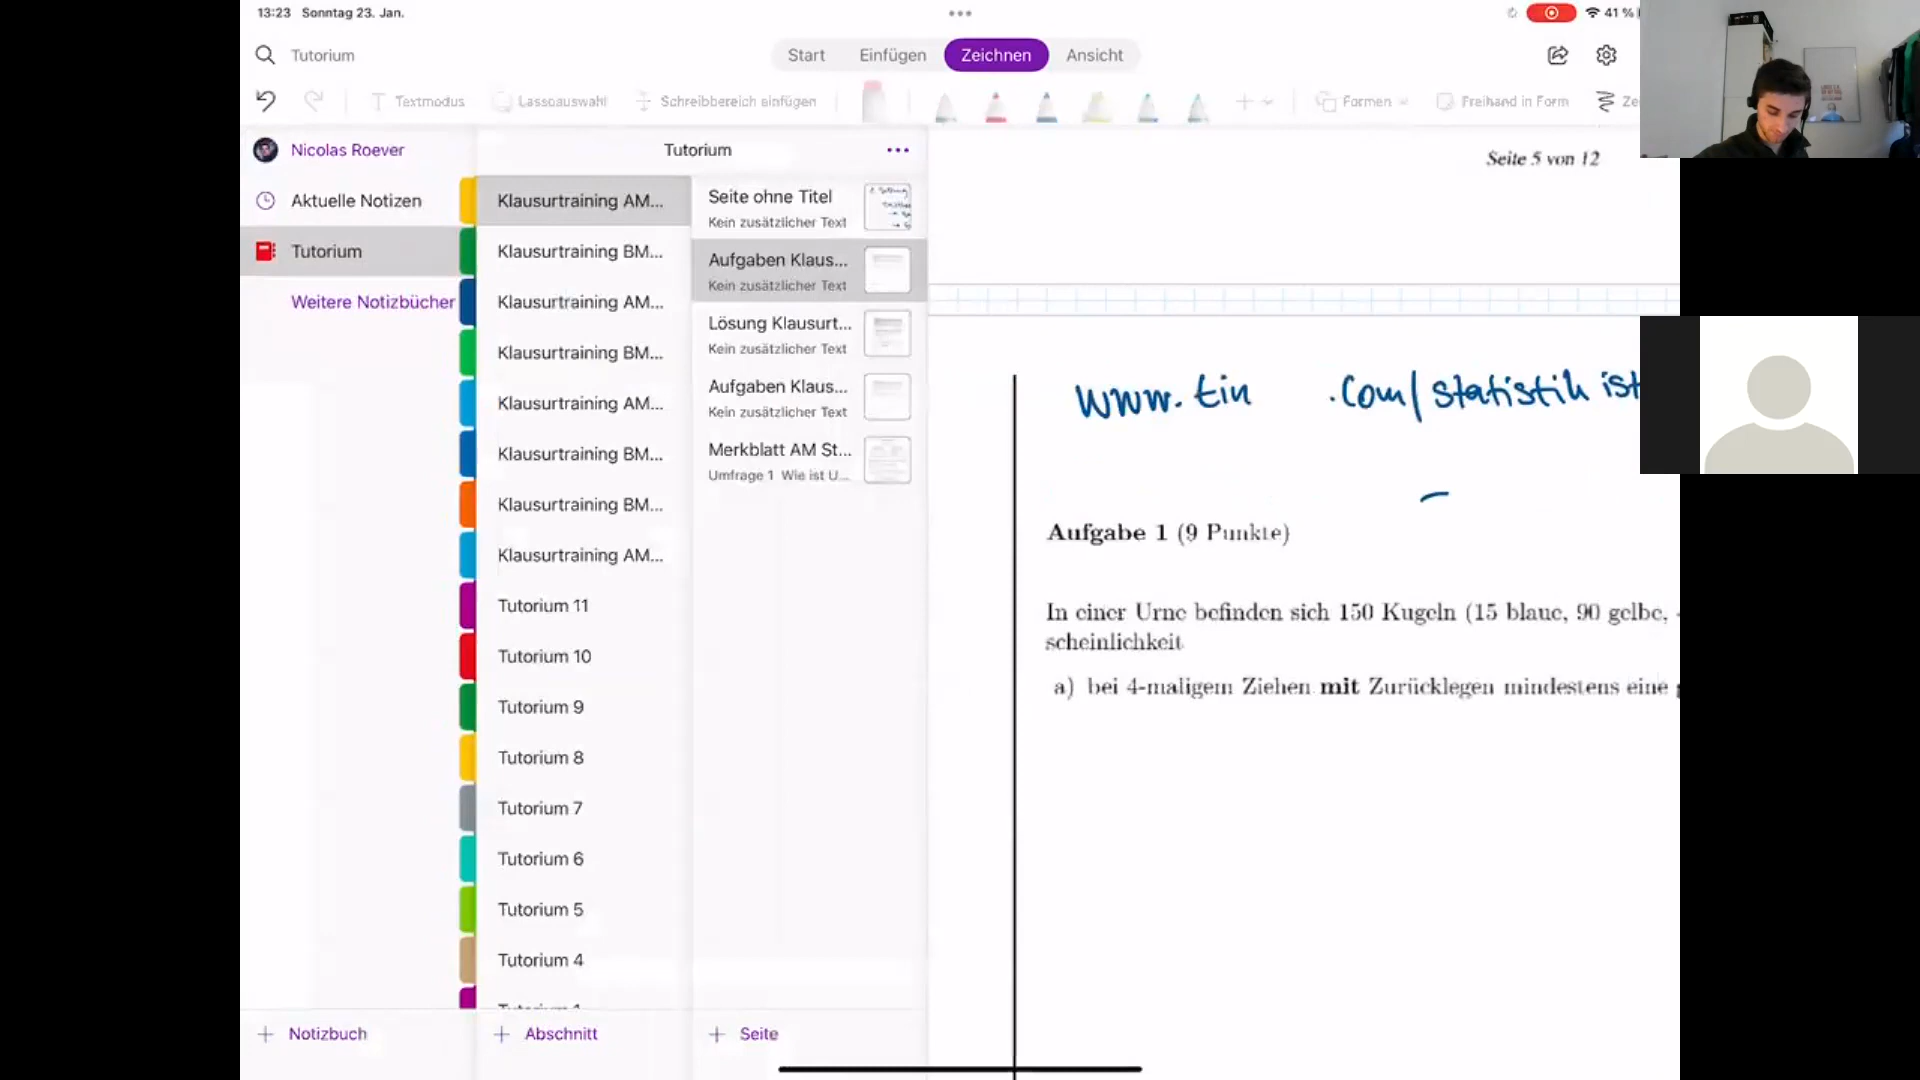 13:23 Sonntag 23. Jan.
41 %
Tutorium
Start
Einfügen
Zeichnen
Ansicht
Textmodus
Lassoauswahl
Schreibbereich einfügen
Formen
Freihand in Form
Nicolas Roever
Aktuelle Notizen
Tutorium
Weitere Notizbücher
Klausurtraining AM...
Klausurtraining BM...
Klausurtraining AM...
Klausurtraining BM...
Klausurtraining AM...
Klausurtraining BM...
Klausurtraining BM...
Klausurtraining AM...
Tutorium 11
Tutorium 10
Tutorium 9
Tutorium 8
Tutorium 7
Tutorium 6
Tutorium 5
Tutorium 4
Tutorium
Seite ohne Titel
Kein zusätzlicher Text
Aufgaben Klaus...
Kein zusätzlicher Text
Lösung Klausurt...
Kein zusätzlicher Text
Aufgaben Klaus...
Kein zusätzlicher Text
Merkblatt AM St...
Umfrage 1 Wie ist U...
+ Notizbuch
+ Abschnitt
+ Seite
Seite 5 von 12
www.tin .com/statistik ist
Aufgabe 1 (9 Punkte)
In einer Urne befinden sich 150 Kugeln (15 blaue, 90 gelbe,
scheinlichkeit
a) bei 4-maligem Ziehen mit Zurücklegen mindestens eine